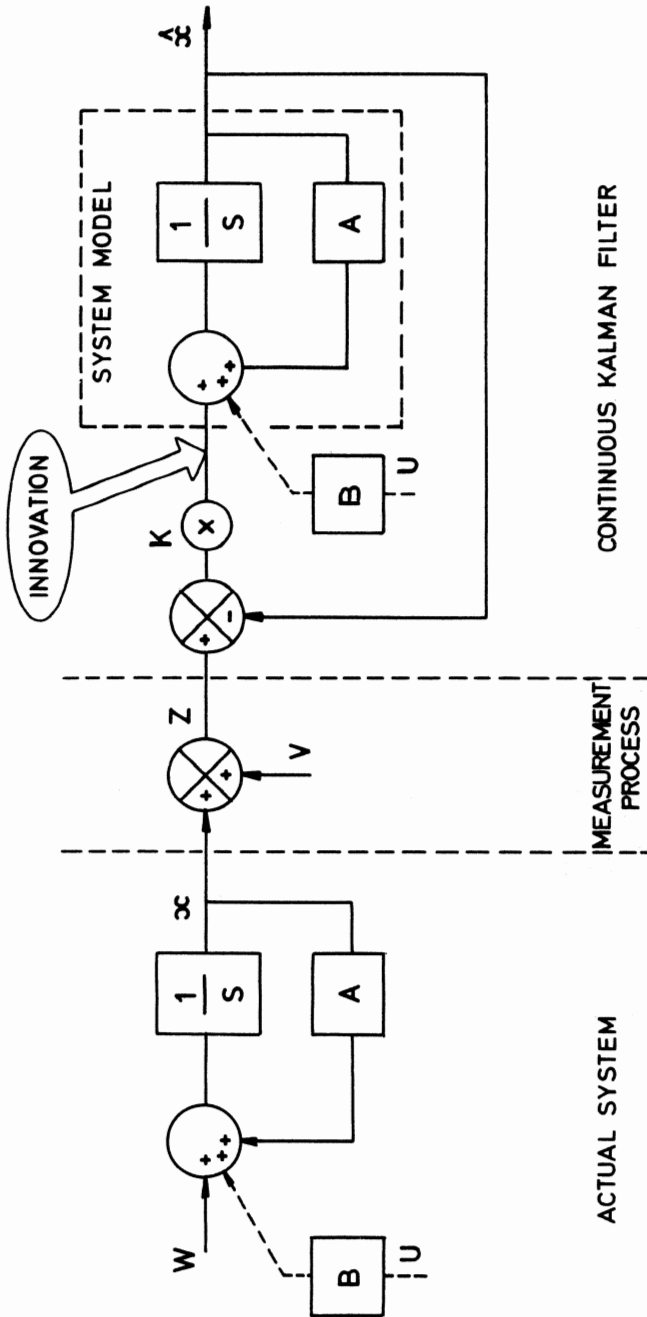 W
+
+
+
B
U
1
S
A
x
ACTUAL SYSTEM
+
+
Z
V
MEASUREMENT
PROCESS
+
-
K
x
INNOVATION
B
U
SYSTEM MODEL
+
+
+
1
S
A
x̂
CONTINUOUS KALMAN FILTER